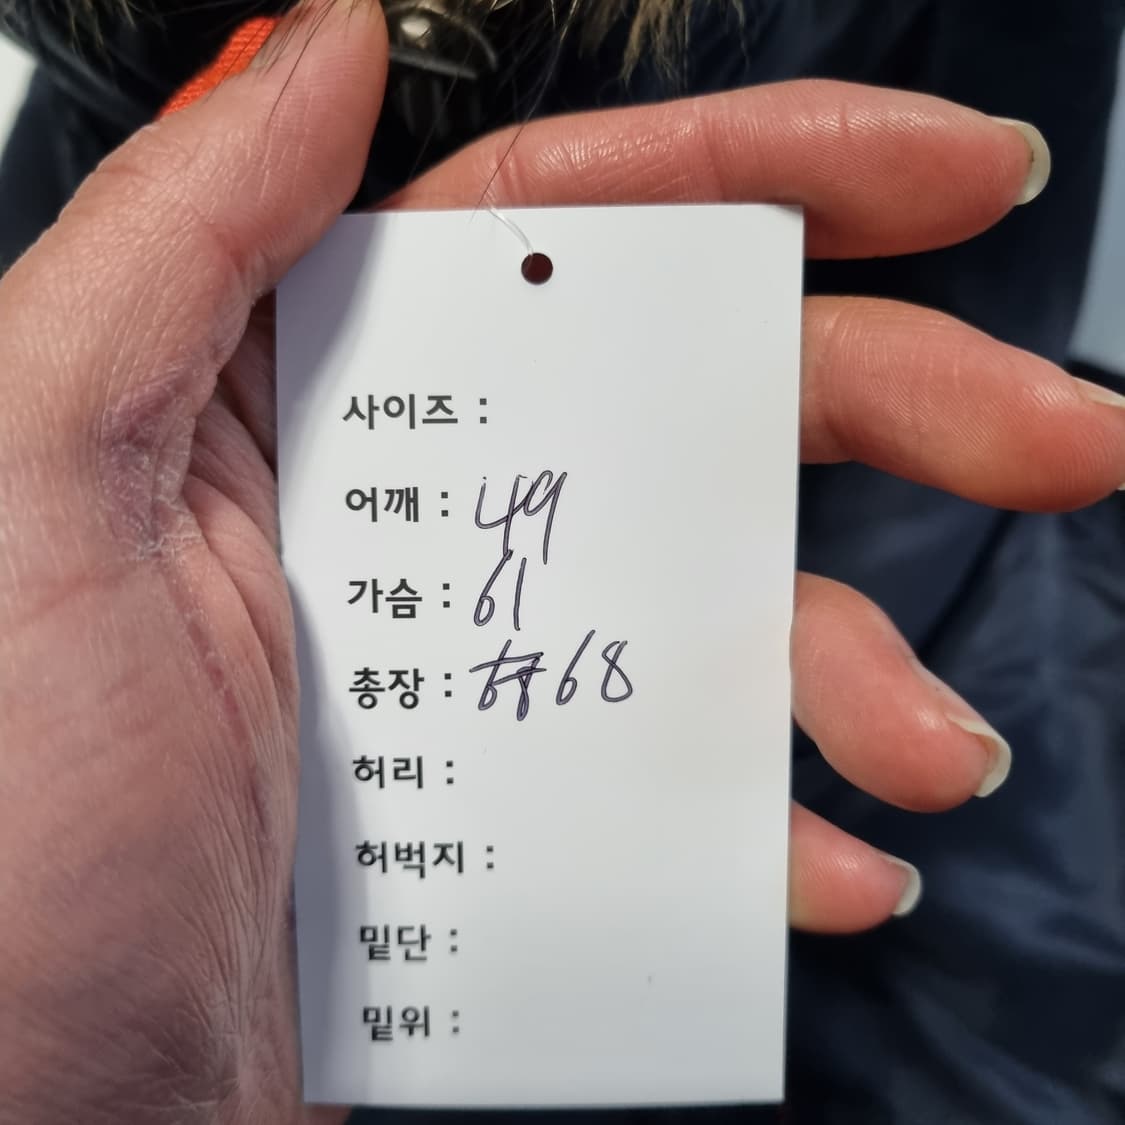 사이즈 :
어깨 : 49
가슴 : 61
총장 : 68
허리 :
허벅지 :
밑단 :
밑위 :